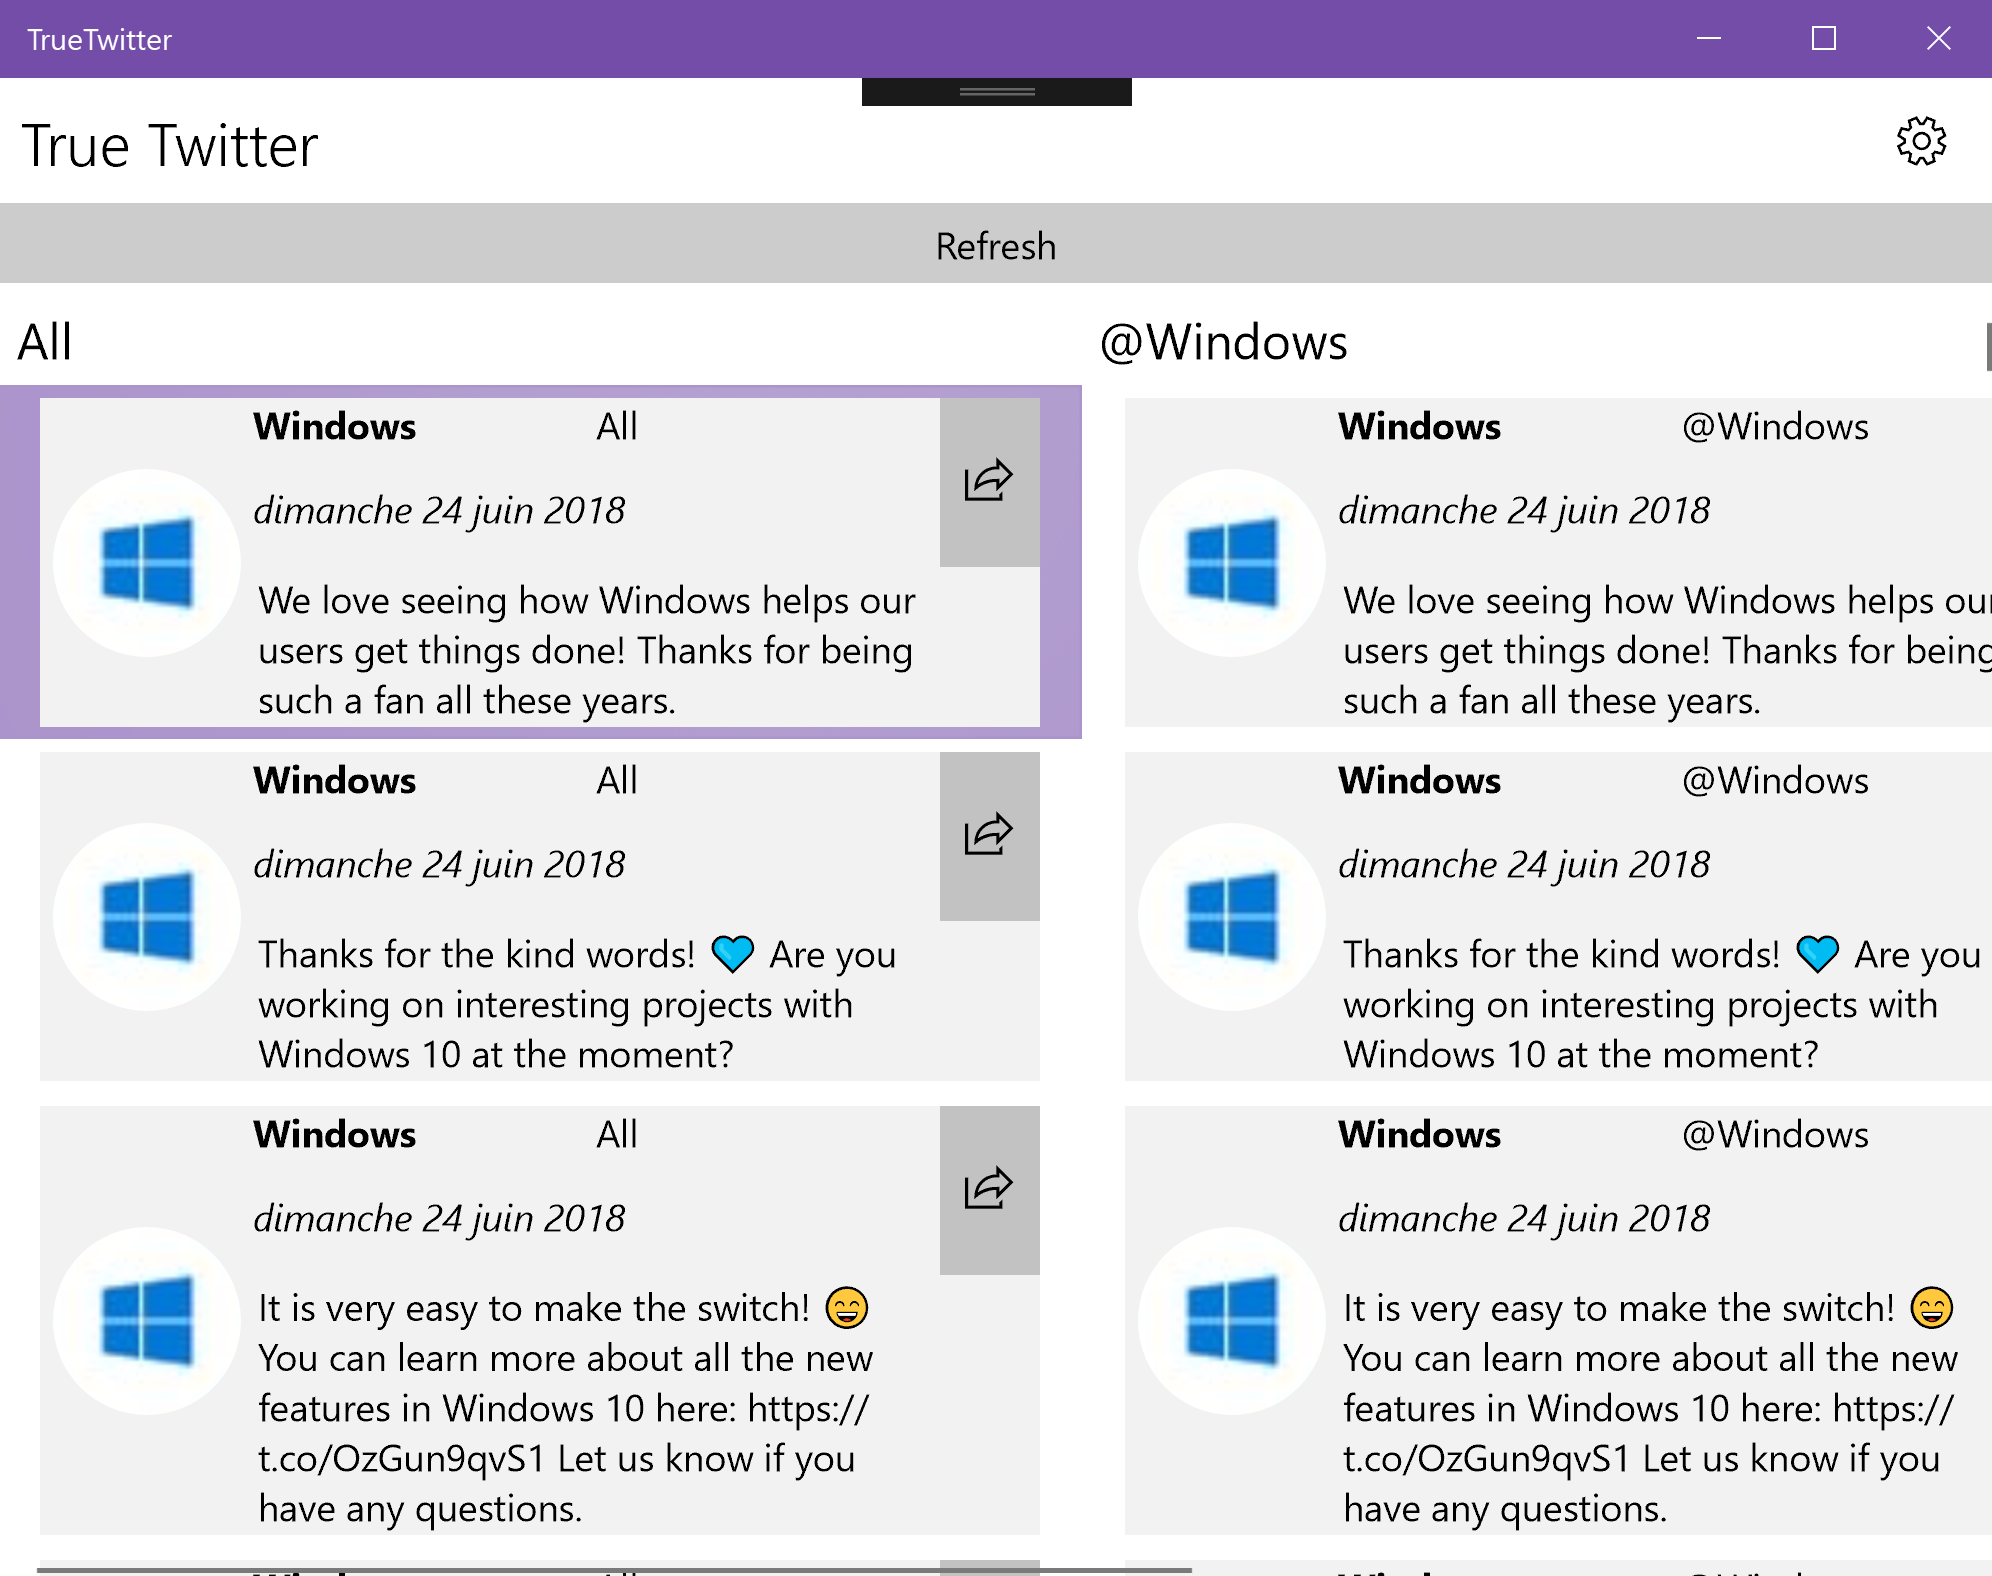 TrueTwitter
True Twitter
Refresh
All
Windows All
dimanche 24 juin 2018
We love seeing how Windows helps our
users get things done! Thanks for being
such a fan all these years.
Windows All
dimanche 24 juin 2018
Thanks for the kind words! 💙 Are you
working on interesting projects with
Windows 10 at the moment?
Windows All
dimanche 24 juin 2018
It is very easy to make the switch! 😄
You can learn more about all the new
features in Windows 10 here: https://
t.co/OzGun9qvS1 Let us know if you
have any questions.
@Windows
Windows @Windows
dimanche 24 juin 2018
We love seeing how Windows helps our
users get things done! Thanks for being
such a fan all these years.
Windows @Windows
dimanche 24 juin 2018
Thanks for the kind words! 💙 Are you
working on interesting projects with
Windows 10 at the moment?
Windows @Windows
dimanche 24 juin 2018
It is very easy to make the switch! 😄
You can learn more about all the new
features in Windows 10 here: https://
t.co/OzGun9qvS1 Let us know if you
have any questions.